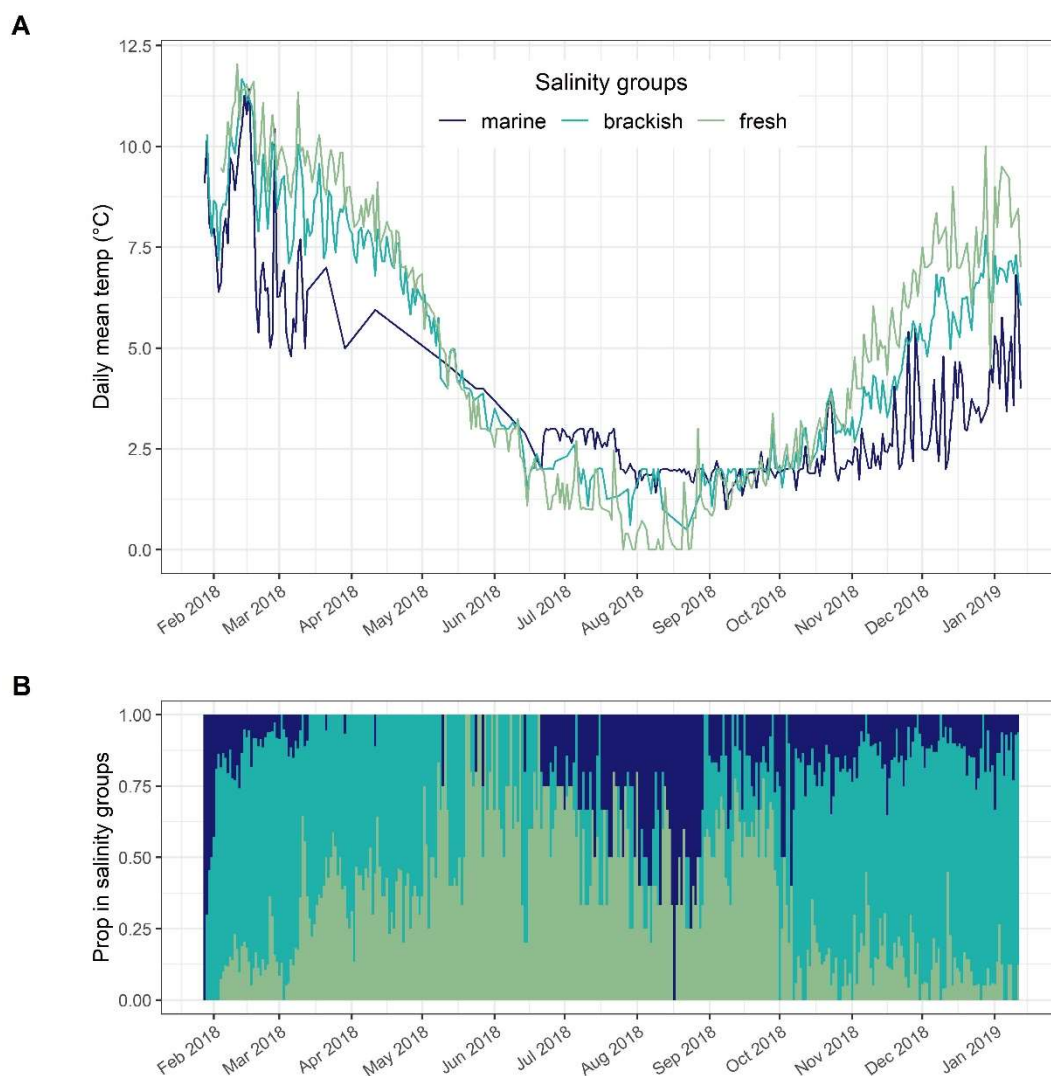 A
12.5
10.0
7.5
5.0
2.5
0.0
Daily mean temp (°C)
Salinity groups
marine brackish fresh
Feb 2018 Mar 2018 Apr 2018 May 2018 Jun 2018 Jul 2018 Aug 2018 Sep 2018 Oct 2018 Nov 2018 Dec 2018 Jan 2019
B
1.00
0.75
0.50
0.25
0.00
Prop in salinity groups
Feb 2018 Mar 2018 Apr 2018 May 2018 Jun 2018 Jul 2018 Aug 2018 Sep 2018 Oct 2018 Nov 2018 Dec 2018 Jan 2019